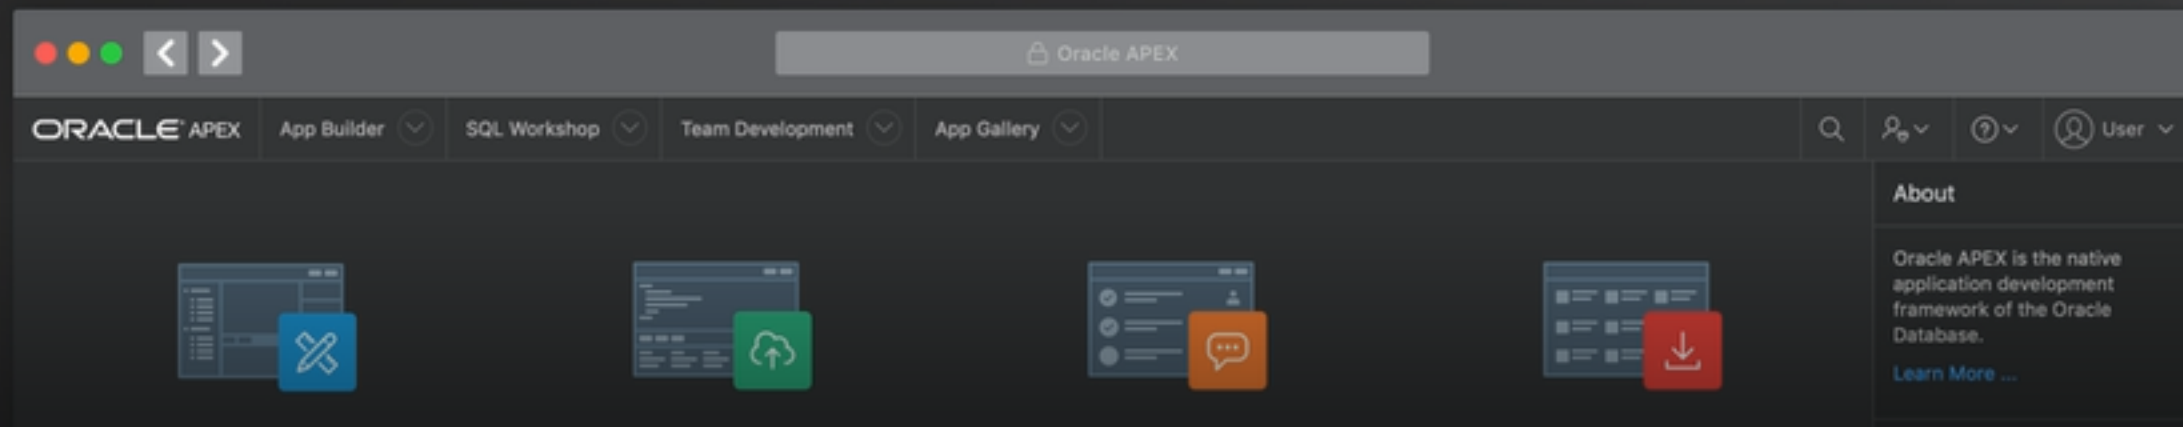 Oracle APEX
ORACLE APEX App Builder SQL Workshop Team Development App Gallery User
About
Oracle APEX is the native
application development
framework of the Oracle
Database.
Learn More ...